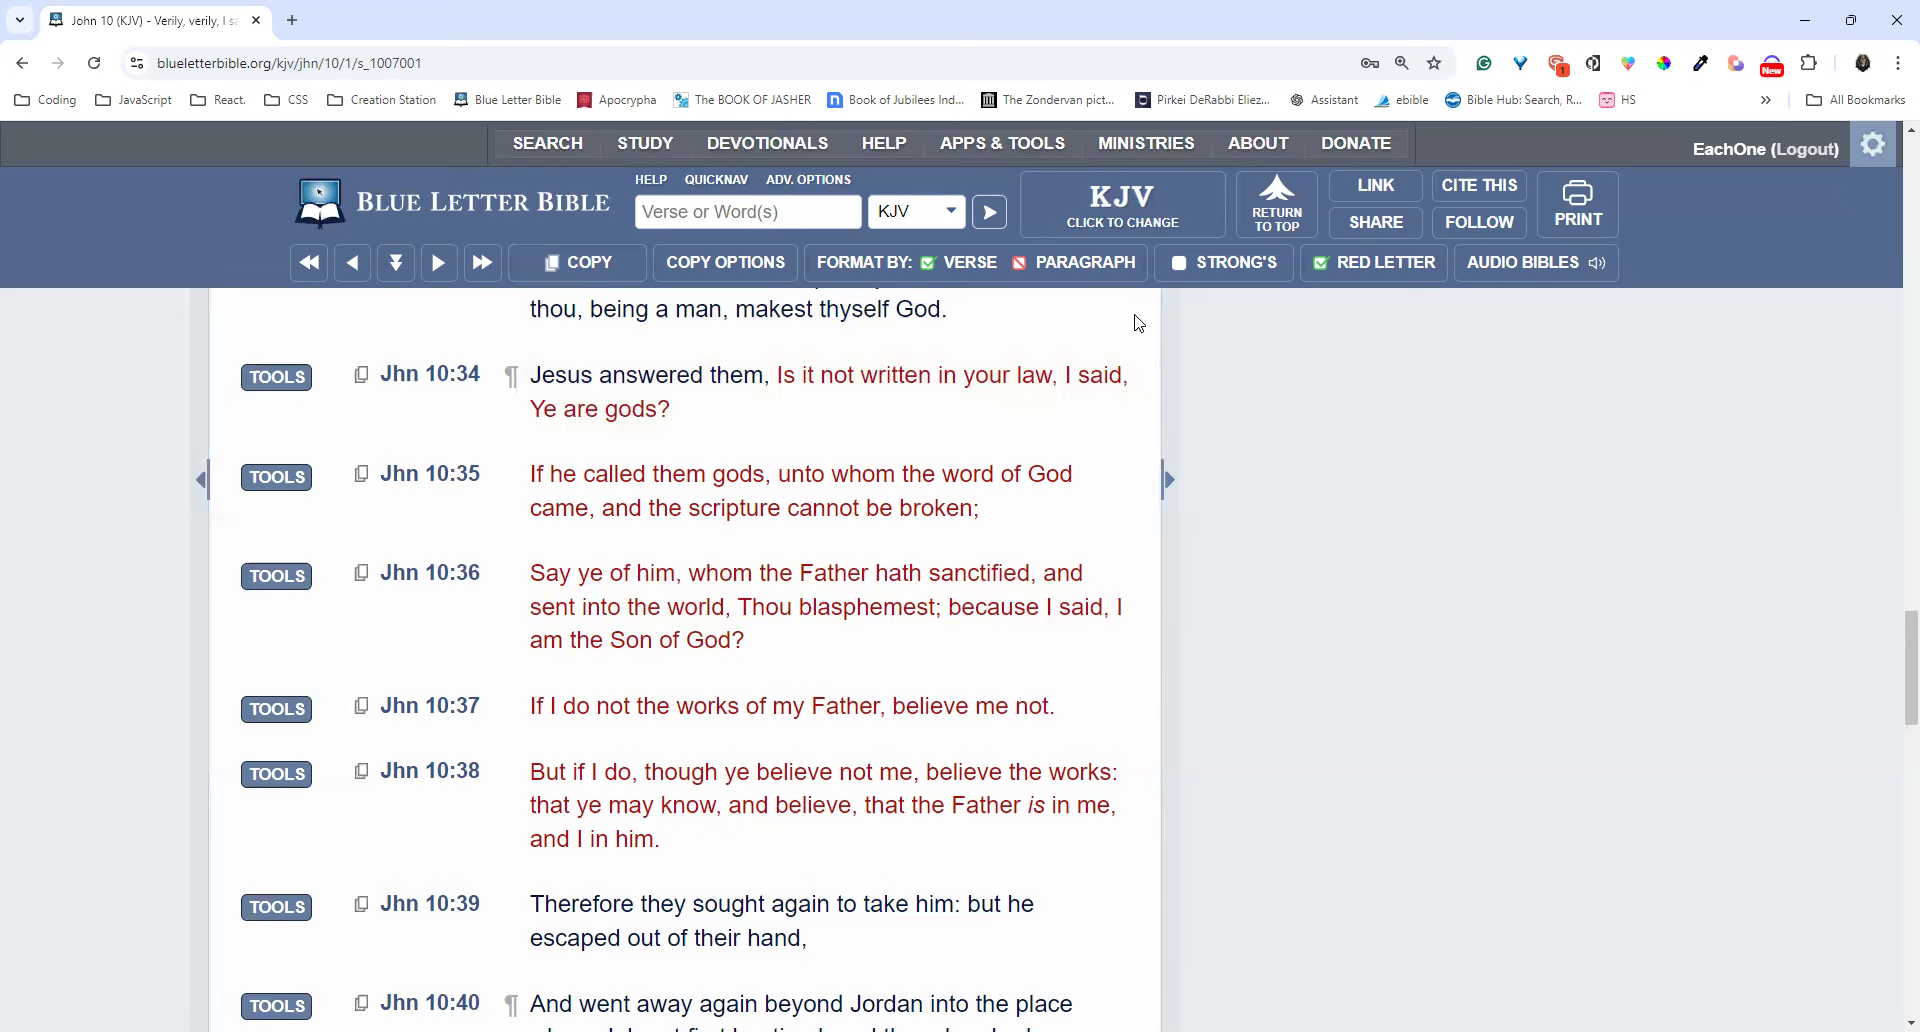 John 10 (KJV) - Verily, verily, I sa
blueletterbible.org/kjv/jhn/10/1/s_1007001
1
New
Coding
JavaScript
React.
CSS
Creation Station
Blue Letter Bible
Apocrypha
The BOOK OF JASHER
Book of Jubilees Ind...
The Zondervan pict...
Pirkei DeRabbi Eliez...
Assistant
ebible
Bible Hub: Search, R...
HS
»
All Bookmarks
SEARCH STUDY DEVOTIONALS HELP APPS & TOOLS MINISTRIES ABOUT DONATE
EachOne (Logout)
BLUE LETTER BIBLE
HELP QUICKNAV ADV. OPTIONS
Verse or Word(s)
KJV
KJV
CLICK TO CHANGE
RETURN
TO TOP
LINK
CITE THIS
SHARE
FOLLOW
PRINT
COPY
COPY OPTIONS
FORMAT BY: VERSE PARAGRAPH
STRONG'S
RED LETTER
AUDIO BIBLES
thou, being a man, makest thyself God.
TOOLS Jhn 10:34 ¶ Jesus answered them, Is it not written in your law, I said,
Ye are gods?
TOOLS Jhn 10:35 If he called them gods, unto whom the word of God
came, and the scripture cannot be broken;
TOOLS Jhn 10:36 Say ye of him, whom the Father hath sanctified, and
sent into the world, Thou blasphemest; because I said, I
am the Son of God?
TOOLS Jhn 10:37 If I do not the works of my Father, believe me not.
TOOLS Jhn 10:38 But if I do, though ye believe not me, believe the works:
that ye may know, and believe, that the Father is in me,
and I in him.
TOOLS Jhn 10:39 Therefore they sought again to take him: but he
escaped out of their hand,
TOOLS Jhn 10:40 ¶ And went away again beyond Jordan into the place